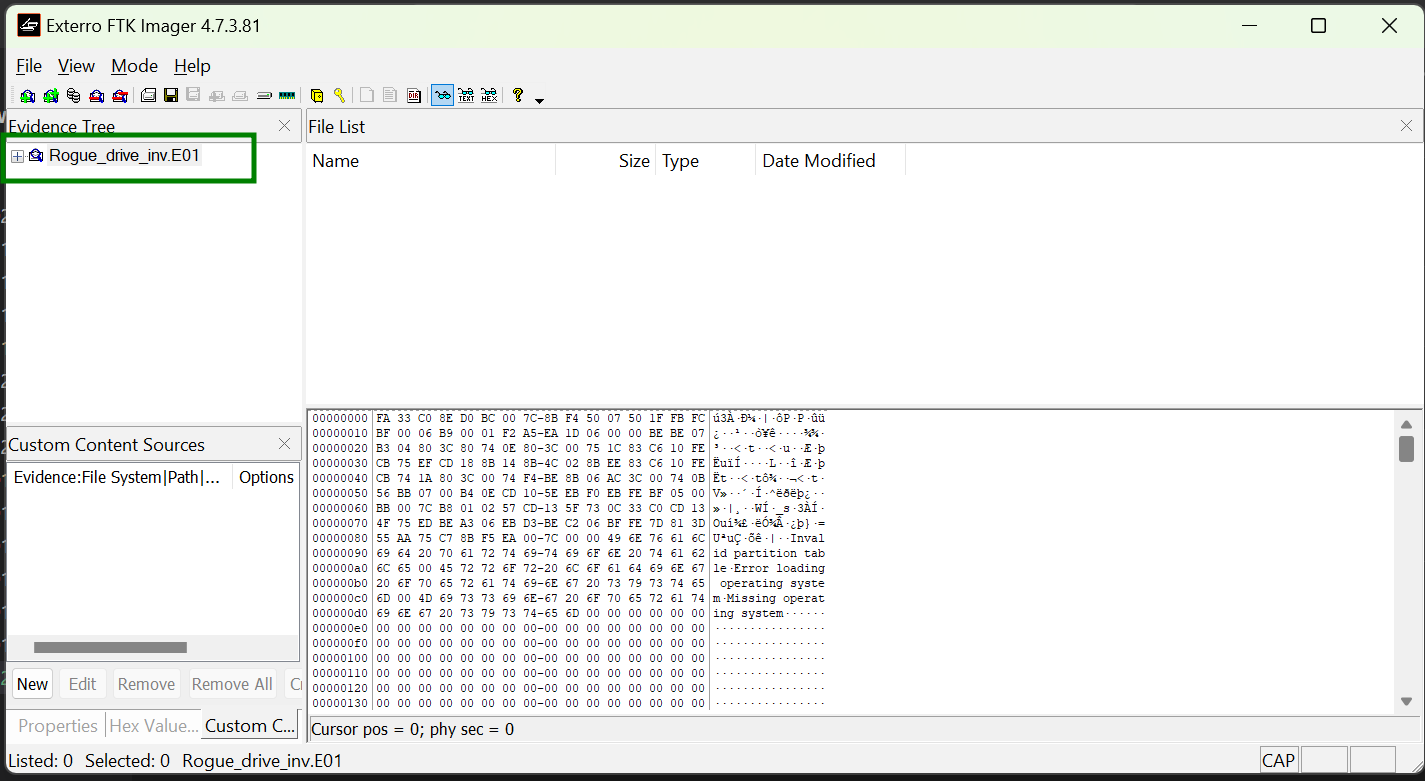 Exterro FTK Imager 4.7.3.81
File View Mode Help
Evidence Tree
Rogue_drive_inv.E01
File List
Name Size Type Date Modified
Custom Content Sources
Evidence:File System|Path|... Options
New Edit Remove Remove All
Properties Hex Value... Custom C...
00000000 FA 33 C0 8E D0 BC 00 7C-8B F4 50 07 50 1F FB FC ú3À·Ð¼·|·ôP·P·ûü
00000010 BF 00 06 B9 00 01 F2 A5-EA 1D 06 00 00 BE BE 07 ¿··¹··ò¥ê····¾¾·
00000020 B3 04 80 3C 80 74 0E 80-3C 00 75 1C 83 C6 10 FE ³··<·t··<·u··Æ·þ
00000030 CB 75 EF CD 18 8B 14 8B-4C 02 8B EE 83 C6 10 FE ËuïÍ····L··î·Æ·þ
00000040 CB 74 1A 80 3C 00 74 F4-BE 8B 06 AC 3C 00 74 0B Ët··<·tô¾··¬<·t·
00000050 56 BB 07 00 B4 0E CD 10-5E EB F0 EB FE BF 05 00 V»··´·Í·^ëðëþ¿··
00000060 BB 00 7C B8 01 02 57 CD-13 5F 73 0C 33 C0 CD 13 »·|¸··WÍ·_s·3ÀÍ·
00000070 4F 75 ED BE A3 06 EB D3-BE C2 06 BF FE 7D 81 3D Ouí¾£·ëÓ¾Â·¿þ}·=
00000080 55 AA 75 C7 8B F5 EA 00-7C 00 00 49 6E 76 61 6C UªuÇ·õê·|··Inval
00000090 69 64 20 70 61 72 74 69-74 69 6F 6E 20 74 61 62 id partition tab
000000a0 6C 65 00 45 72 72 6F 72-20 6C 6F 61 64 69 6E 67 le·Error loading
000000b0 20 6F 70 65 72 61 74 69-6E 67 20 73 79 73 74 65  operating syste
000000c0 6D 00 4D 69 73 73 69 6E-67 20 6F 70 65 72 61 74 m·Missing operat
000000d0 69 6E 67 20 73 79 73 74-65 6D 00 00 00 00 00 00 ing system······
000000e0 00 00 00 00 00 00 00 00-00 00 00 00 00 00 00 00 ················
000000f0 00 00 00 00 00 00 00 00-00 00 00 00 00 00 00 00 ················
00000100 00 00 00 00 00 00 00 00-00 00 00 00 00 00 00 00 ················
00000110 00 00 00 00 00 00 00 00-00 00 00 00 00 00 00 00 ················
00000120 00 00 00 00 00 00 00 00-00 00 00 00 00 00 00 00 ················
00000130 00 00 00 00 00 00 00 00-00 00 00 00 00 00 00 00 ················
Cursor pos = 0; phy sec = 0
Listed: 0 Selected: 0 Rogue_drive_inv.E01 CAP